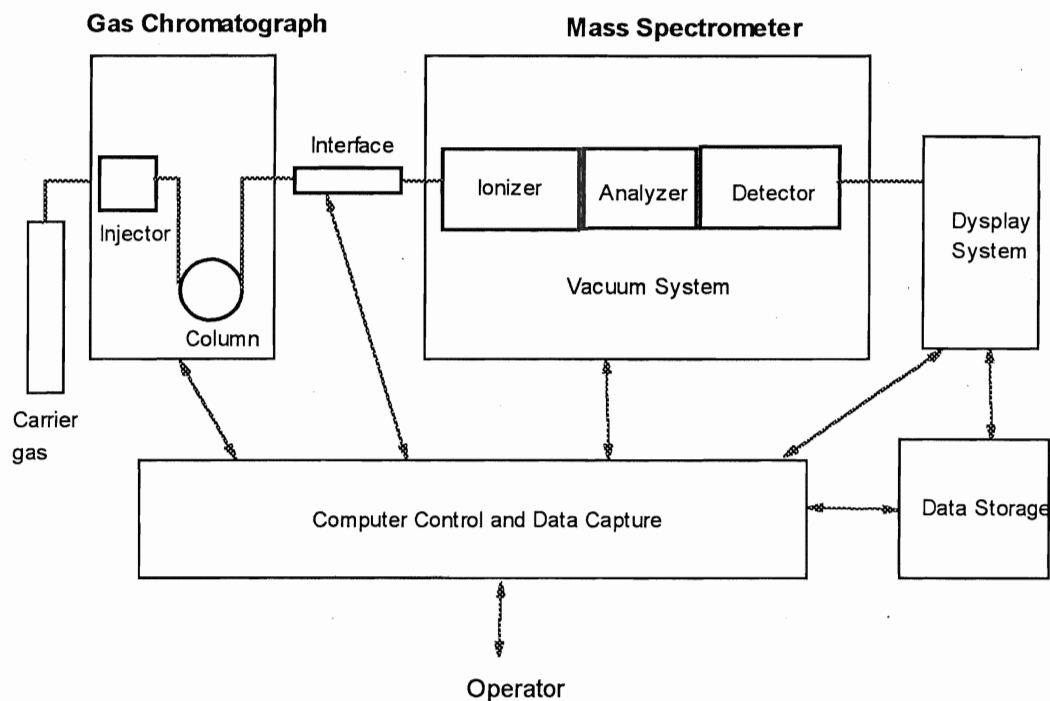 Gas Chromatograph
Mass Spectrometer
Interface
Injector
Column
Ionizer
Analyzer
Detector
Vacuum System
Dysplay
System
Carrier
gas
Computer Control and Data Capture
Data Storage
Operator